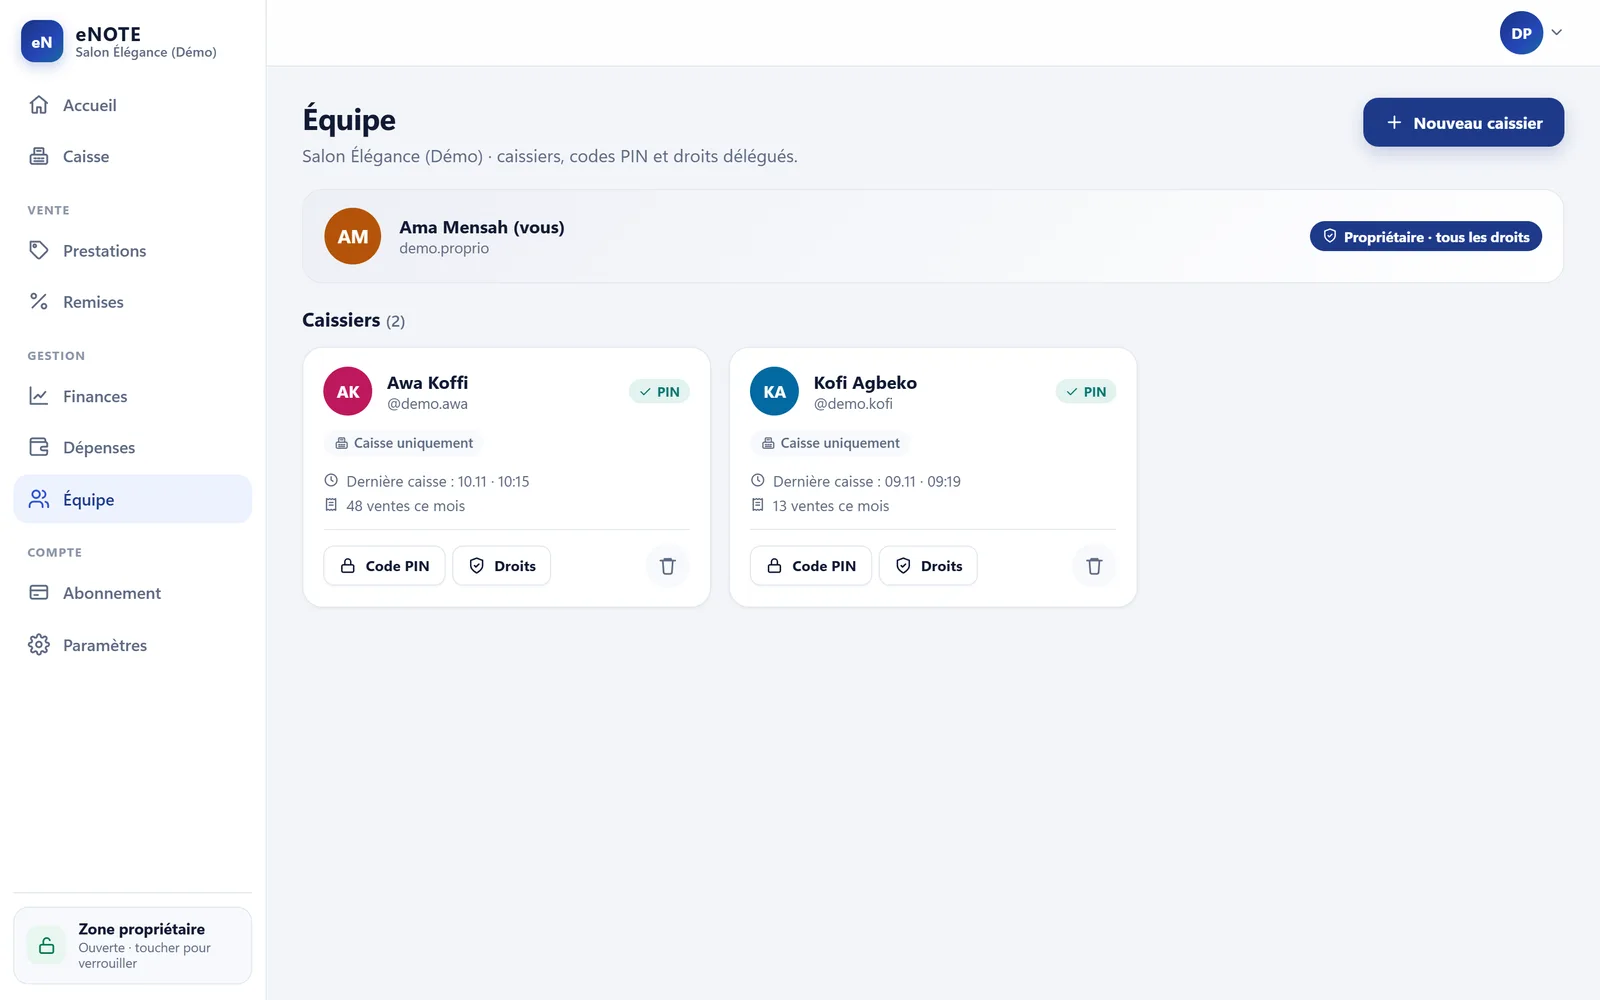 eN
eNOTE
Salon Élégance (Démo)
Accueil
Caisse
VENTE
Prestations
Remises
GESTION
Finances
Dépenses
Équipe
COMPTE
Abonnement
Paramètres
Zone propriétaire
Ouverte · toucher pour
verrouiller
DP
Équipe
Salon Élégance (Démo) · caissiers, codes PIN et droits délégués.
Nouveau caissier
AM
Ama Mensah (vous)
demo.proprio
Propriétaire · tous les droits
Caissiers (2)
AK
Awa Koffi
@demo.awa
PIN
Caisse uniquement
Dernière caisse : 10.11 · 10:15
48 ventes ce mois
Code PIN
Droits
KA
Kofi Agbeko
@demo.kofi
PIN
Caisse uniquement
Dernière caisse : 09.11 · 09:19
13 ventes ce mois
Code PIN
Droits